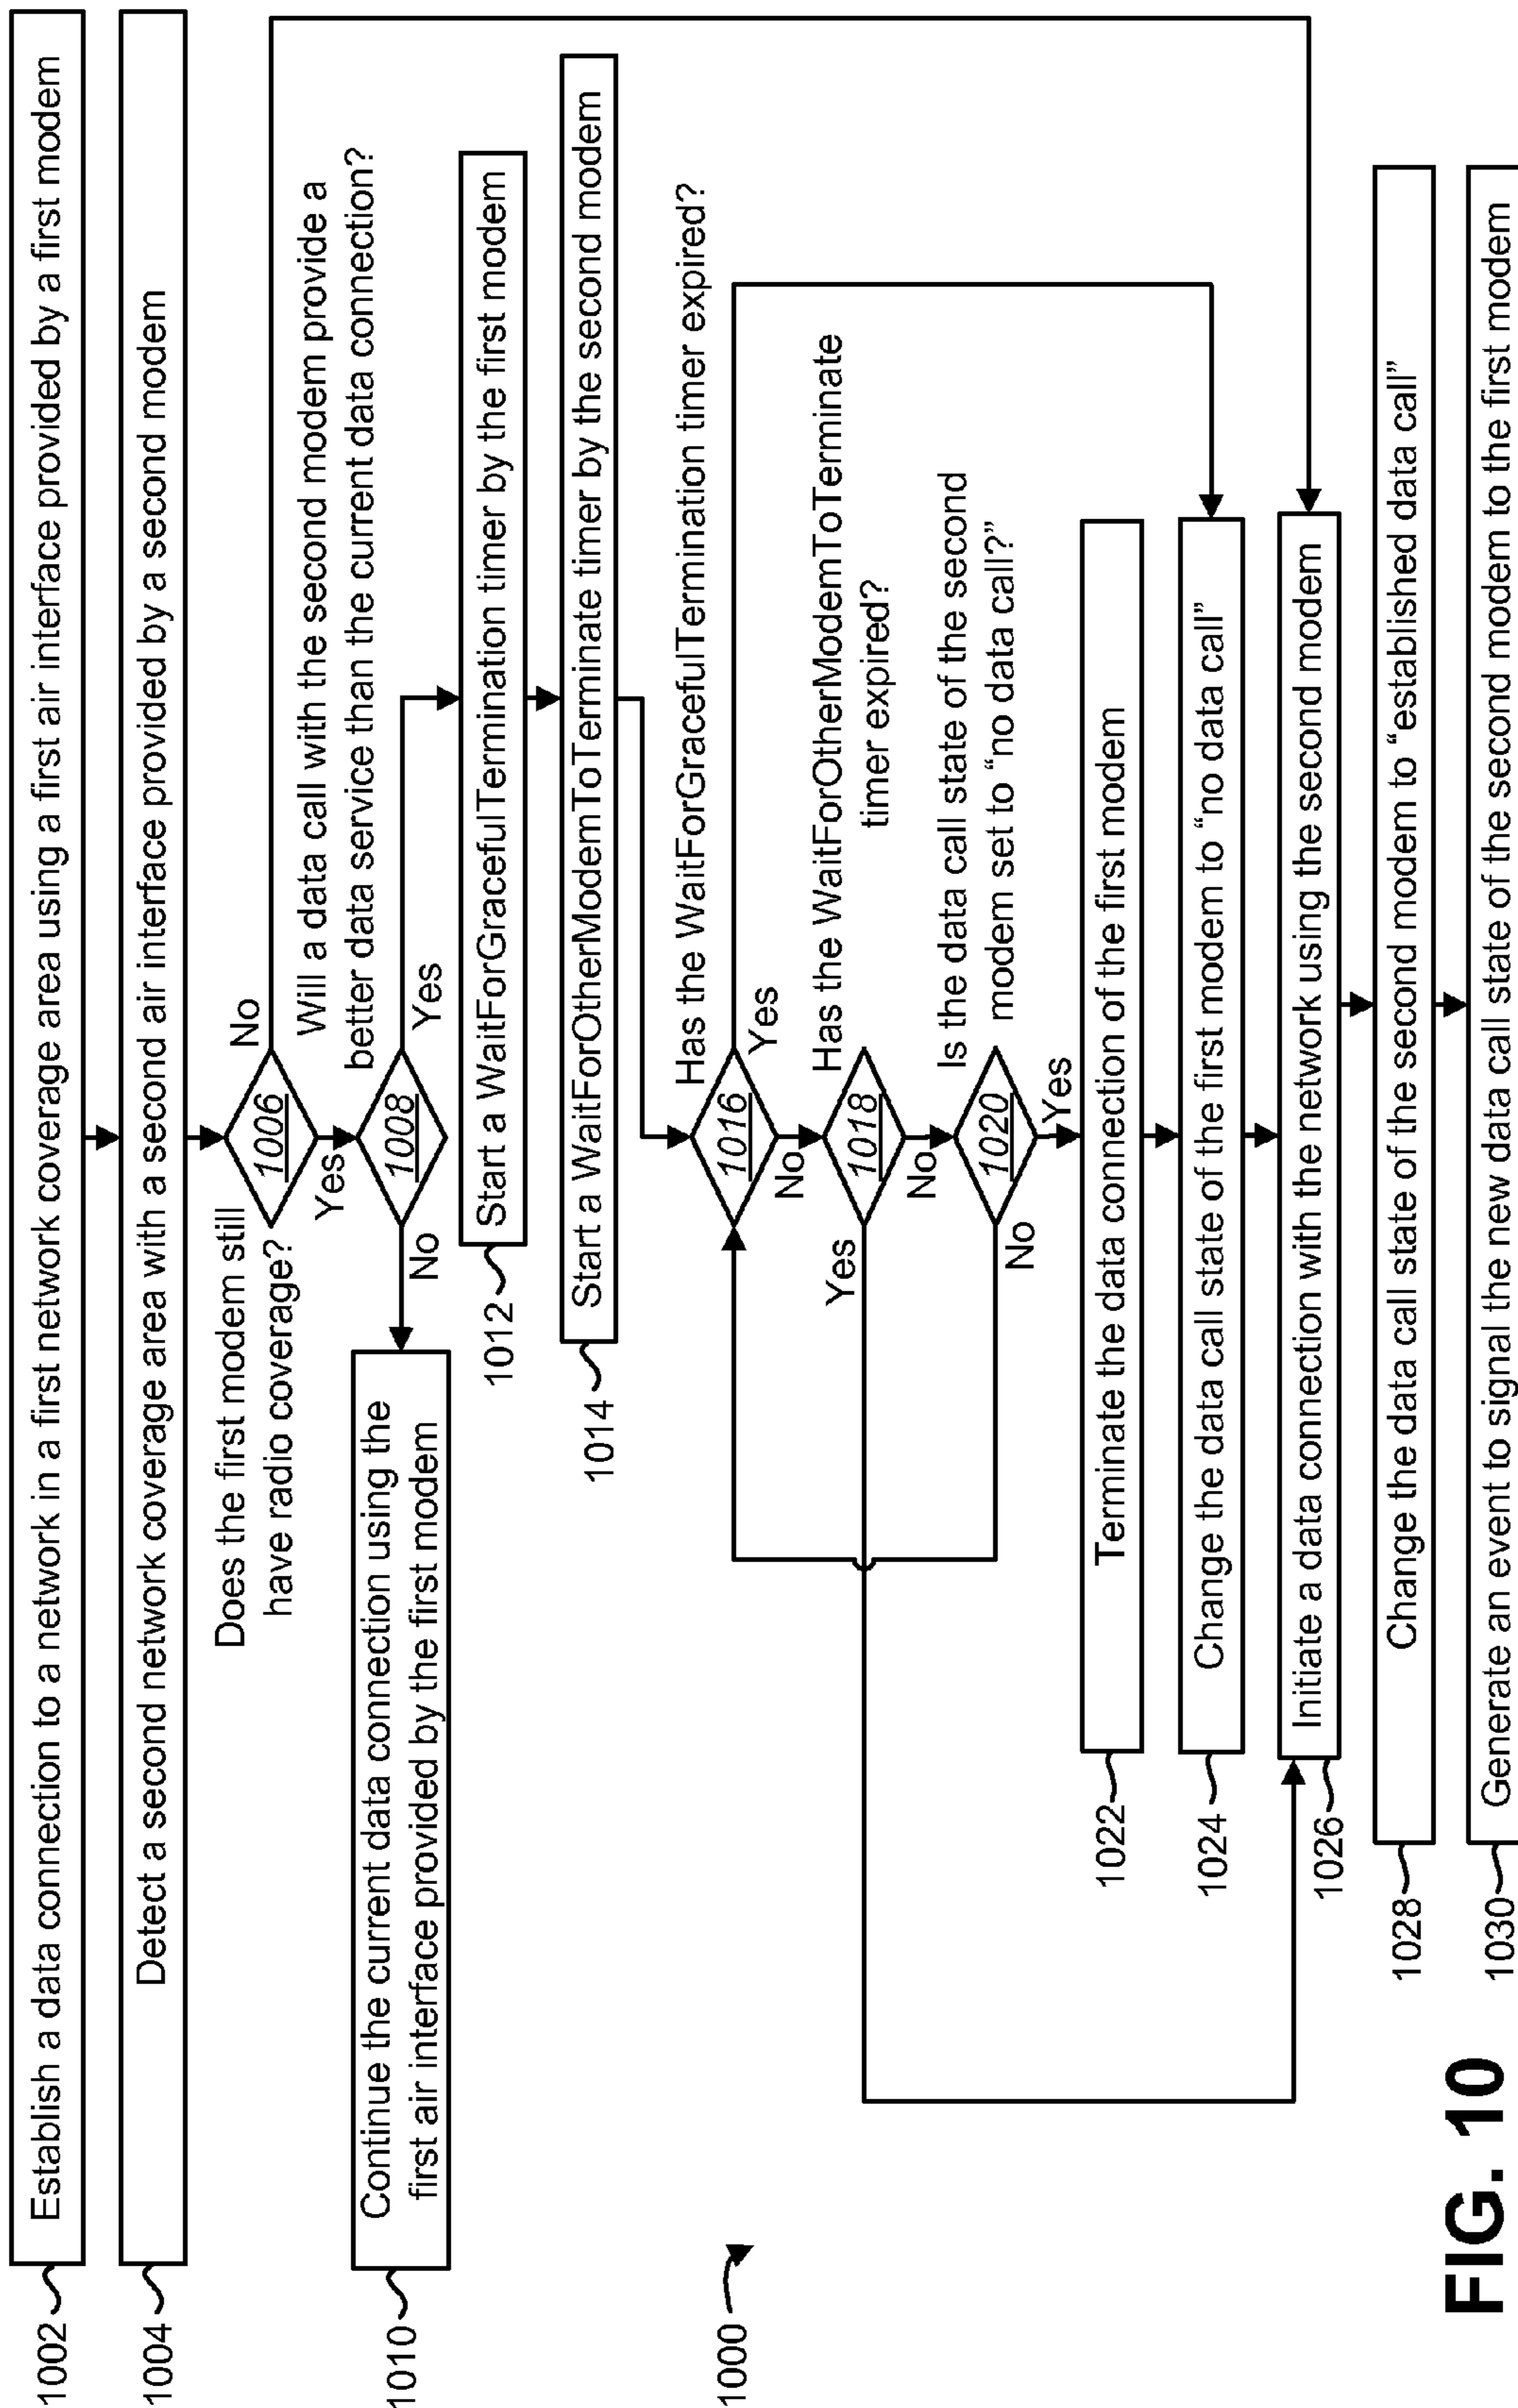 1002
Establish a data connection to a network in a first network coverage area using a first air interface provided by a first modem
1004
Detect a second network coverage area with a second air interface provided by a second modem
Does the first modem still
have radio coverage?
1006
No
Yes
Will a data call with the second modem provide a
better data service than the current data connection?
1008
No
Yes
1010
Continue the current data connection using the
first air interface provided by the first modem
1012
Start a WaitForGracefulTermination timer by the first modem
1014
Start a WaitForOtherModemToTerminate timer by the second modem
1000
Has the WaitForGracefulTermination timer expired?
1016
Yes
No
Has the WaitForOtherModemToTerminate
timer expired?
1018
Yes
No
Is the data call state of the second
modem set to “no data call?”
1020
No
Yes
1022
Terminate the data connection of the first modem
1024
Change the data call state of the first modem to “no data call”
1026
Initiate a data connection with the network using the second modem
1028
Change the data call state of the second modem to “established data call”
1030
Generate an event to signal the new data call state of the second modem to the first modem
FIG. 10